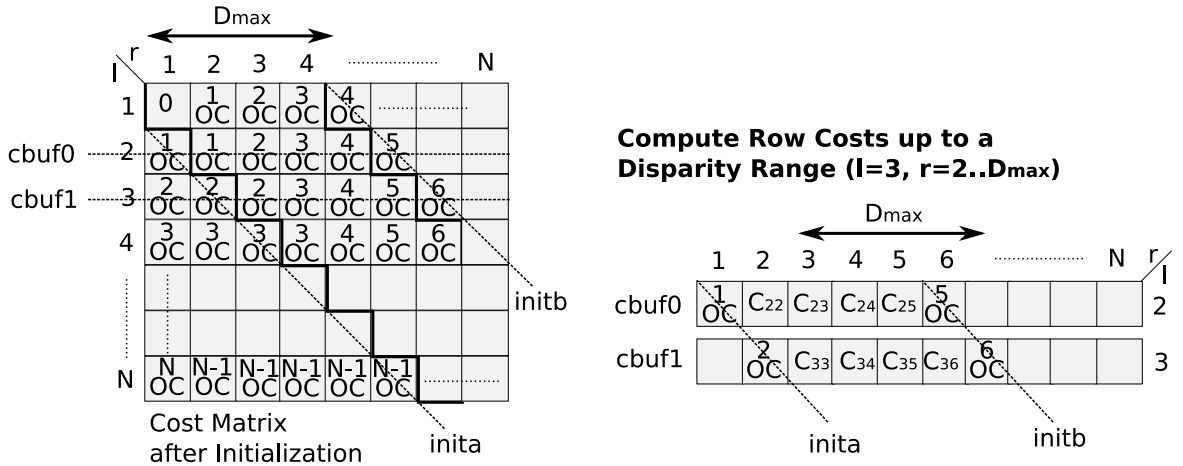 Dmax
r
l
1 2 3 4 ................ N
1 0 1 OC 2 OC 3 OC 4 OC ................
cbuf0 2 1 OC 1 OC 2 OC 3 OC 4 OC 5 OC
cbuf1 3 2 OC 2 OC 2 OC 3 OC 4 OC 5 OC 6 OC
4 3 OC 3 OC 3 OC 3 OC 4 OC 5 OC 6 OC
N N OC N-1 OC N-1 OC N-1 OC N-1 OC N-1 OC ................
initb
inita
Cost Matrix
after Initialization
Compute Row Costs up to a
Disparity Range (l=3, r=2..Dmax)
Dmax
1 2 3 4 5 6 ................ N r
l
cbuf0 1 OC C22 C23 C24 C25 5 OC 2
cbuf1 2 OC C33 C34 C35 C36 6 OC 3
inita
initb